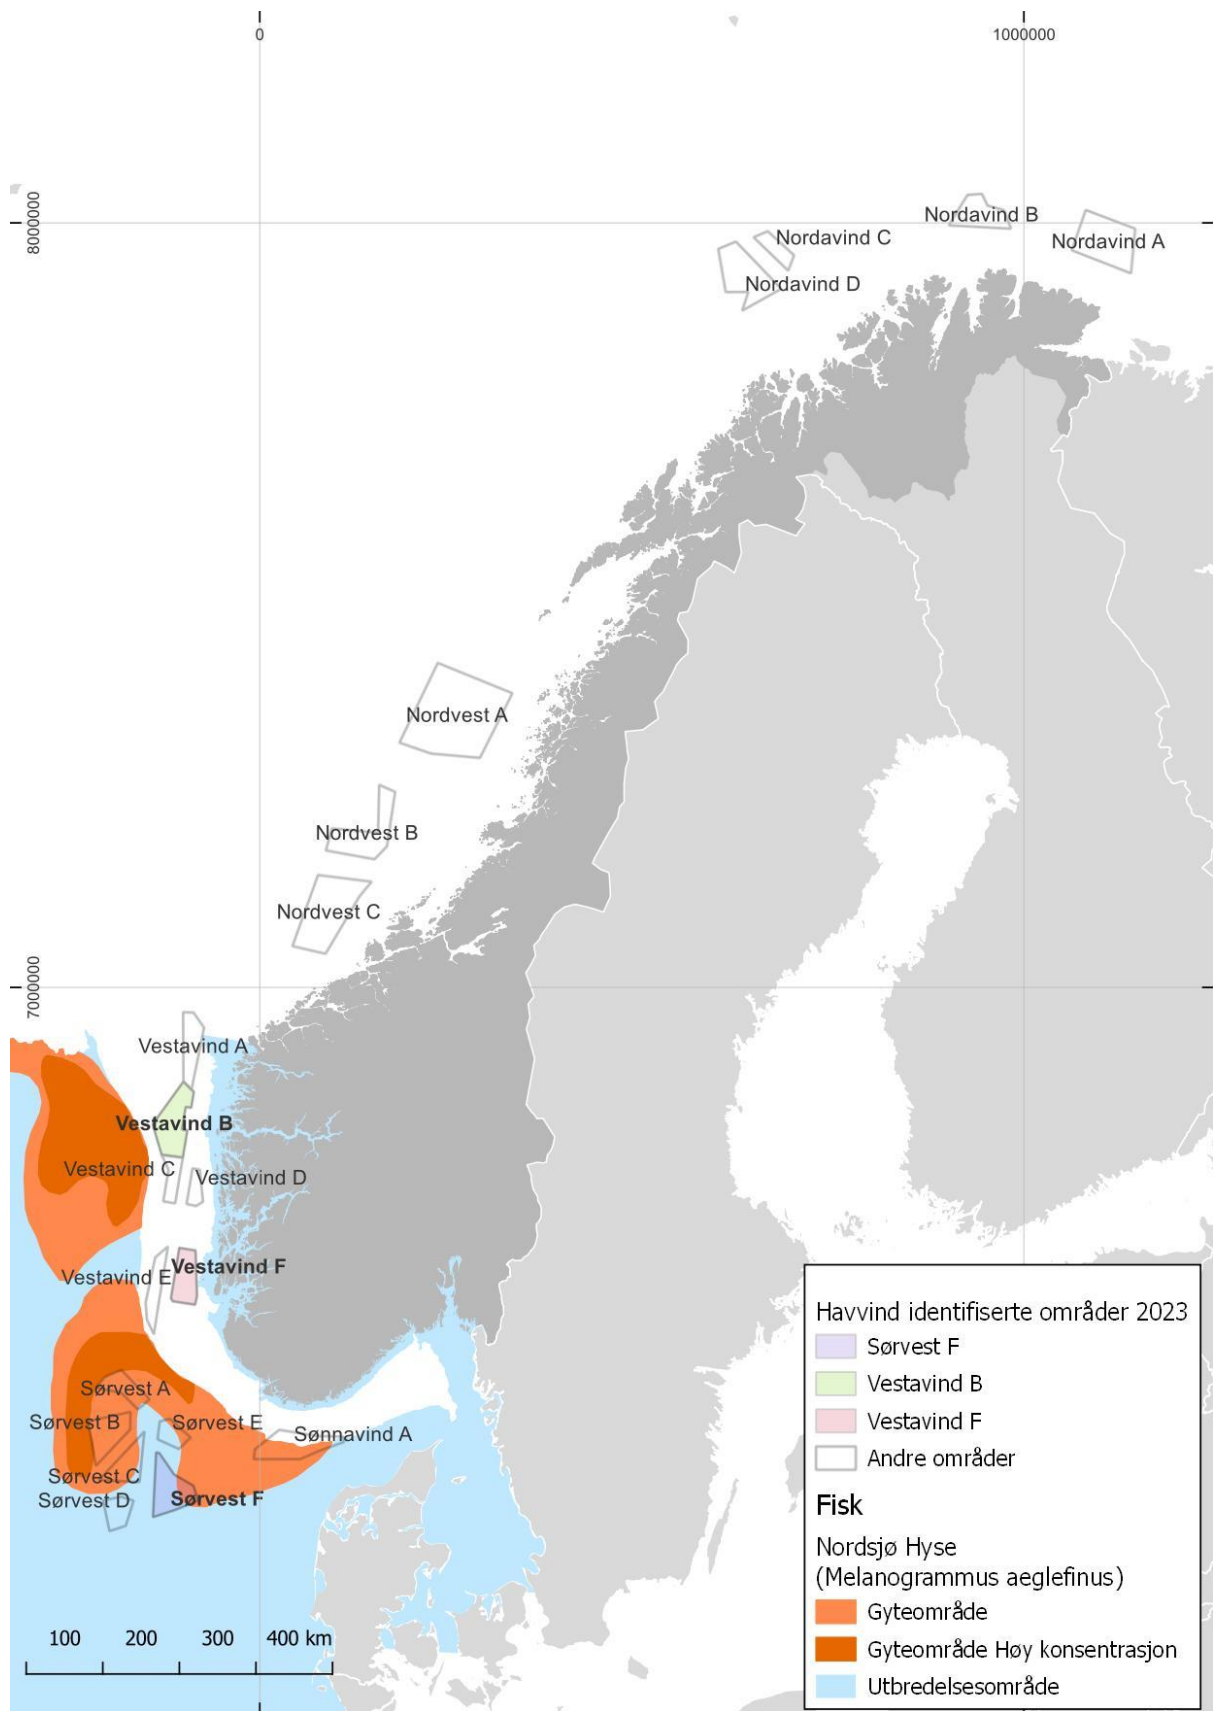 0
1000000
8000000
Nordavind B
Nordavind C
Nordavind A
Nordavind D
Nordvest A
Nordvest B
Nordvest C
7000000
Vestavind A
Vestavind B
Vestavind C
Vestavind D
Vestavind F
Vestavind E
Sørvest A
Sørvest B
Sørvest E
Sønnavind A
Sørvest C
Sørvest D
Sørvest F
100 200 300 400 km
Havvind identifiserte områder 2023
Sørvest F
Vestavind B
Vestavind F
Andre områder
Fisk
Nordsjø Hyse
(Melanogrammus aeglefinus)
Gyteområde
Gyteområde Høy konsentrasjon
Utbredelsesområde